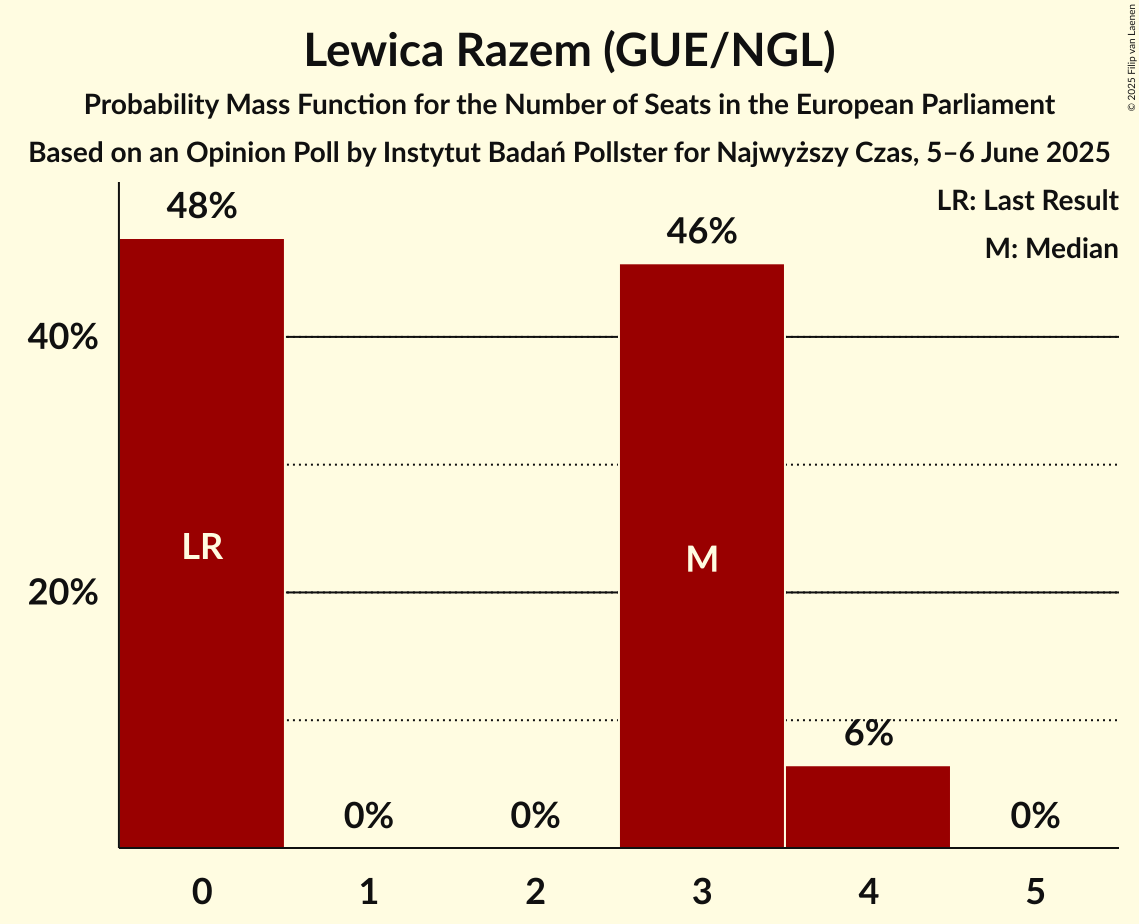 Lewica Razem (GUE/NGL)
Probability Mass Function for the Number of Seats in the European Parliament
Based on an Opinion Poll by Instytut Badań Pollster for Najwyższy Czas, 5–6 June 2025
© 2025 Filip van Laenen
LR: Last Result
M: Median
48%
46%
40%
LR
M
20%
6%
0%
0%
0%
0 1 2 3 4 5